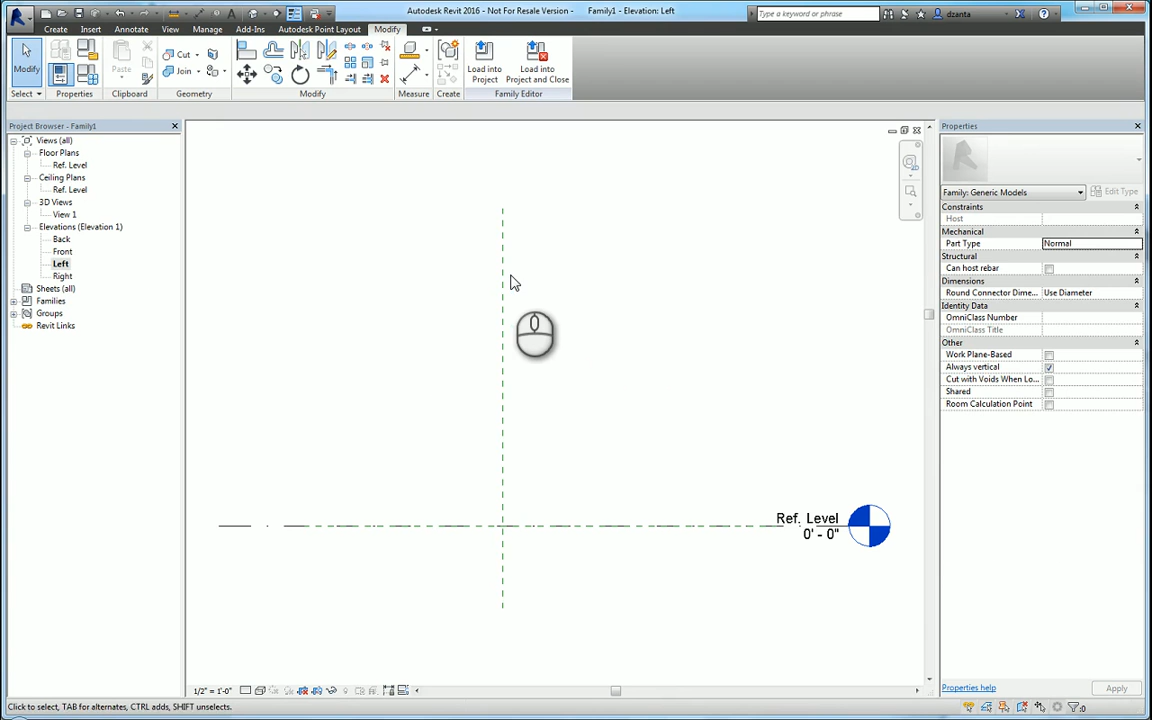 Autodesk Revit 2016 - Not For Resale Version - Family1 - Elevation: Left
Type a keyword or phrase
dzanta
Create Insert Annotate View Manage Add-Ins Autodesk Point Layout Modify
Modify
Paste
Cut
Join
Load into
Project
Load into
Project and Close
Select Properties Clipboard Geometry Modify Measure Create Family Editor
Project Browser - Family1
Views (all)
Floor Plans
Ref. Level
Ceiling Plans
Ref. Level
3D Views
View 1
Elevations (Elevation 1)
Back
Front
Left
Right
Sheets (all)
Families
Groups
Revit Links
Ref. Level
0' - 0"
2D
Properties
Family: Generic Models
Edit Type
Constraints
Host
Mechanical
Part Type Normal
Structural
Can host rebar
Dimensions
Round Connector Dime... Use Diameter
Identity Data
OmniClass Number
OmniClass Title
Other
Work Plane-Based
Always vertical
Cut with Voids When Lo...
Shared
Room Calculation Point
Properties help
Apply
1/2" = 1'-0"
Click to select, TAB for alternates, CTRL adds, SHIFT unselects.
:0